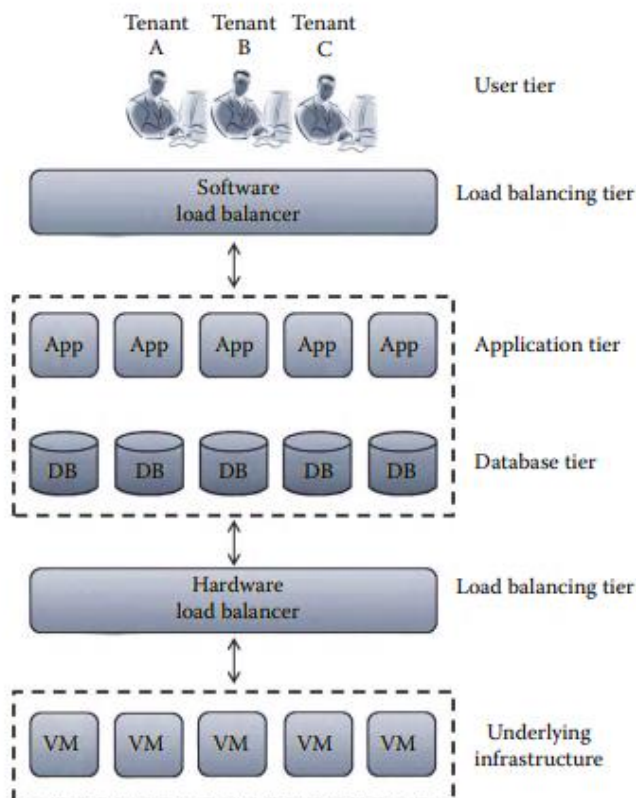 Tenant
A
Tenant
B
Tenant
C
User tier
Software
load balancer
Load balancing tier
App
App
App
App
App
Application tier
DB
DB
DB
DB
DB
Database tier
Hardware
load balancer
Load balancing tier
VM
VM
VM
VM
VM
Underlying
infrastructure